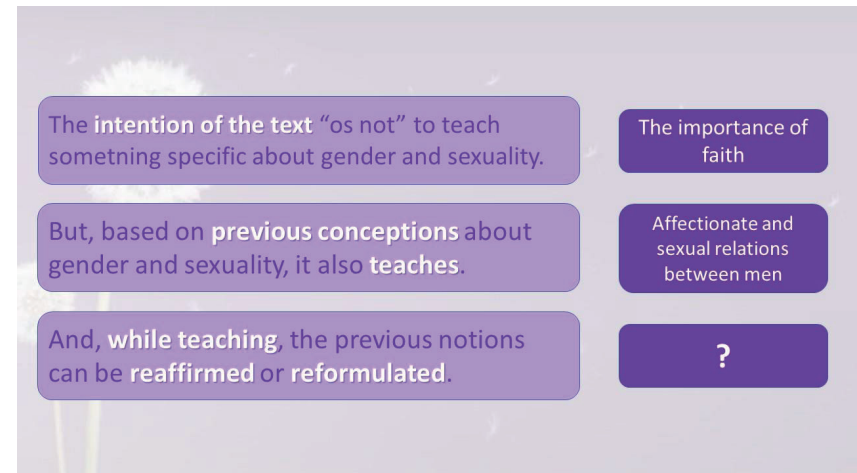 The intention of the text “os not” to teach
sometning specific about gender and sexuality.
The importance of
faith
But, based on previous conceptions about
gender and sexuality, it also teaches.
Affectionate and
sexual relations
between men
And, while teaching, the previous notions
can be reaffirmed or reformulated.
?